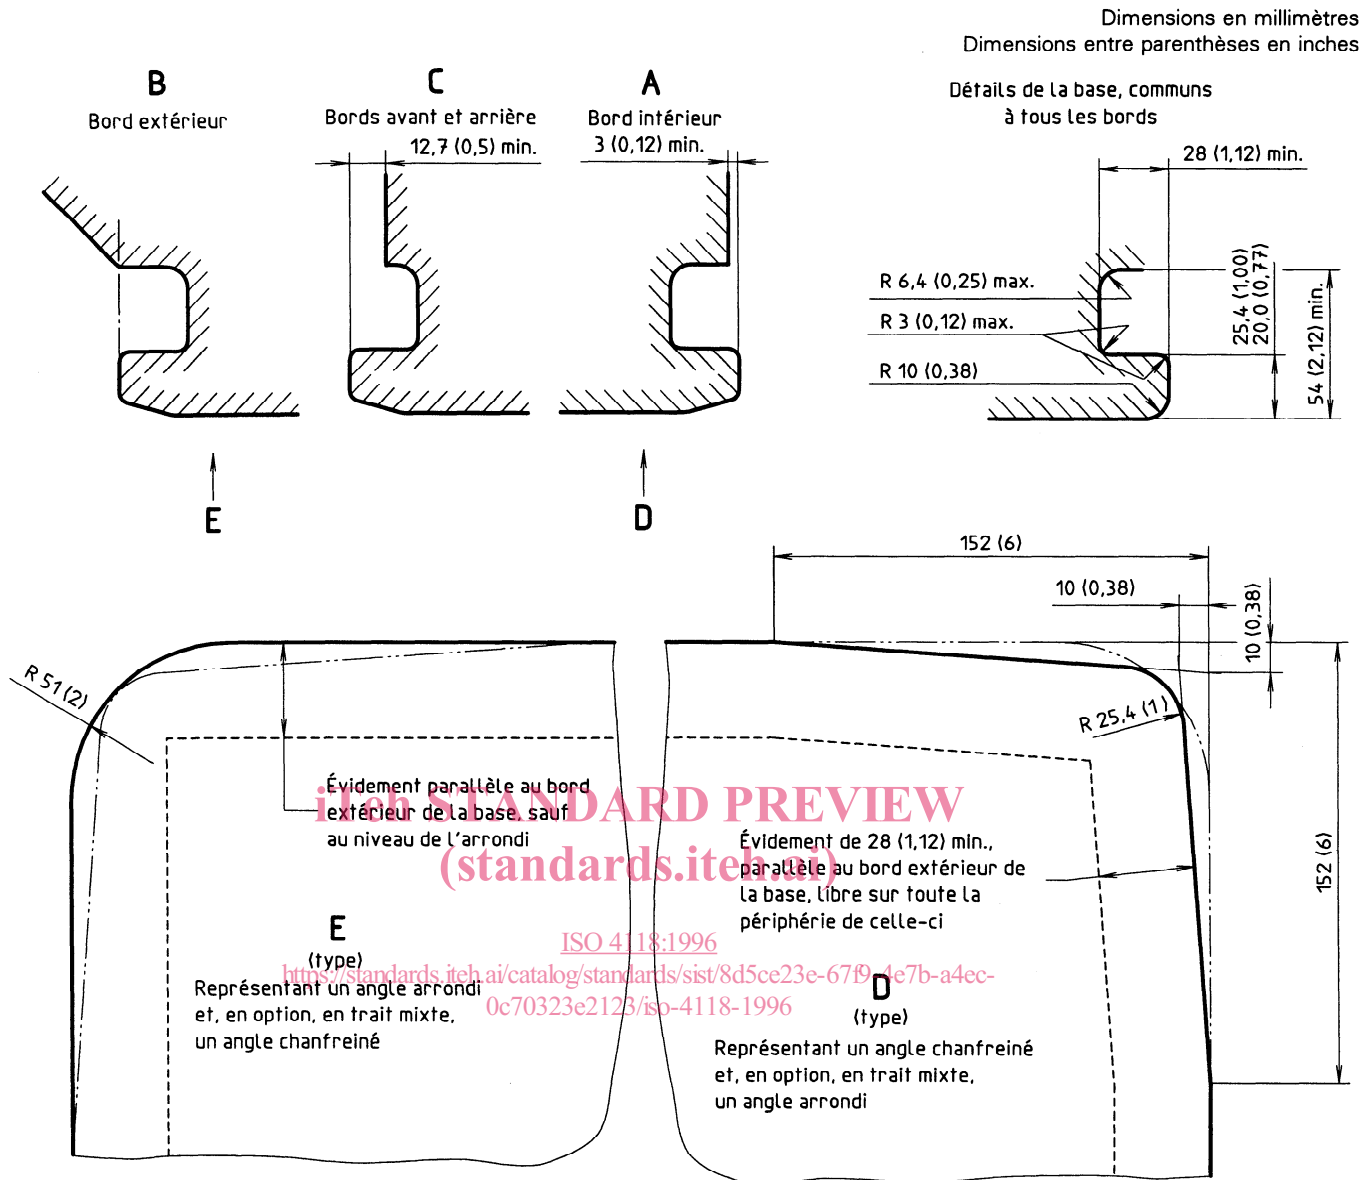 Dimensions en millimètres
Dimensions entre parenthèses en inches
B
Bord extérieur
C
Bords avant et arrière
12,7 (0,5) min.
A
Bord intérieur
3 (0,12) min.
Détails de la base, communs
à tous les bords
28 (1,12) min.
R 6,4 (0,25) max.
R 3 (0,12) max.
R 10 (0,38)
25,4 (1,00)
20,0 (0,77)
54 (2,12) min.
E
D
152 (6)
10 (0,38)
10 (0,38)
R 51 (2)
R 25,4 (1)
152 (6)
Évidement parallèle au bord
extérieur de la base, sauf
au niveau de l'arrondi
iTeh STANDARD PREVIEW
(standards.iteh.ai)
Évidement de 28 (1,12) min.,
parallèle au bord extérieur de
la base, libre sur toute la
périphérie de celle-ci
ISO 4118:1996
https://standards.iteh.ai/catalog/standards/sist/8d5ce23e-67f9-4e7b-a4ec-
0c70323e2123/iso-4118-1996
E
(type)
Représentant un angle arrondi
et, en option, en trait mixte,
un angle chanfreiné
D
(type)
Représentant un angle chanfreiné
et, en option, en trait mixte,
un angle arrondi